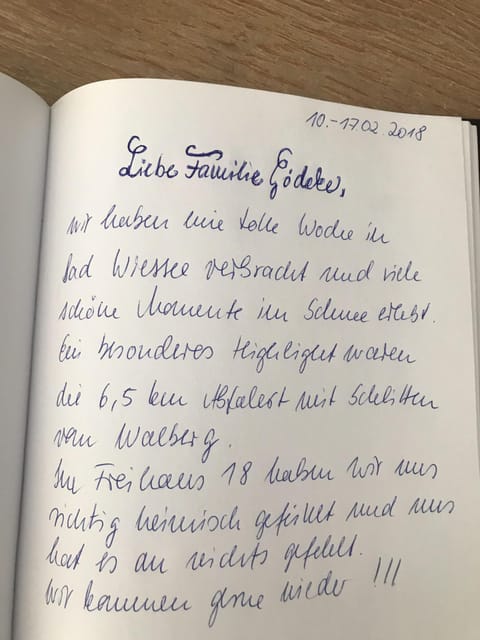 10.-17.02.2018
Liebe Familie Gödeke,
wir haben eine tolle Woche in
Bad Wiessee verbracht und viele
schöne Momente im Schnee erlebt.
Ein besonderes Highlight waren
die 6,5 km Abfahrt mit Schlitten
vom Walberg.
Im Freihaus 18 haben wir uns
richtig heimisch gefühlt und uns
hat es an nichts gefehlt.
Wir kommen gerne wieder !!!